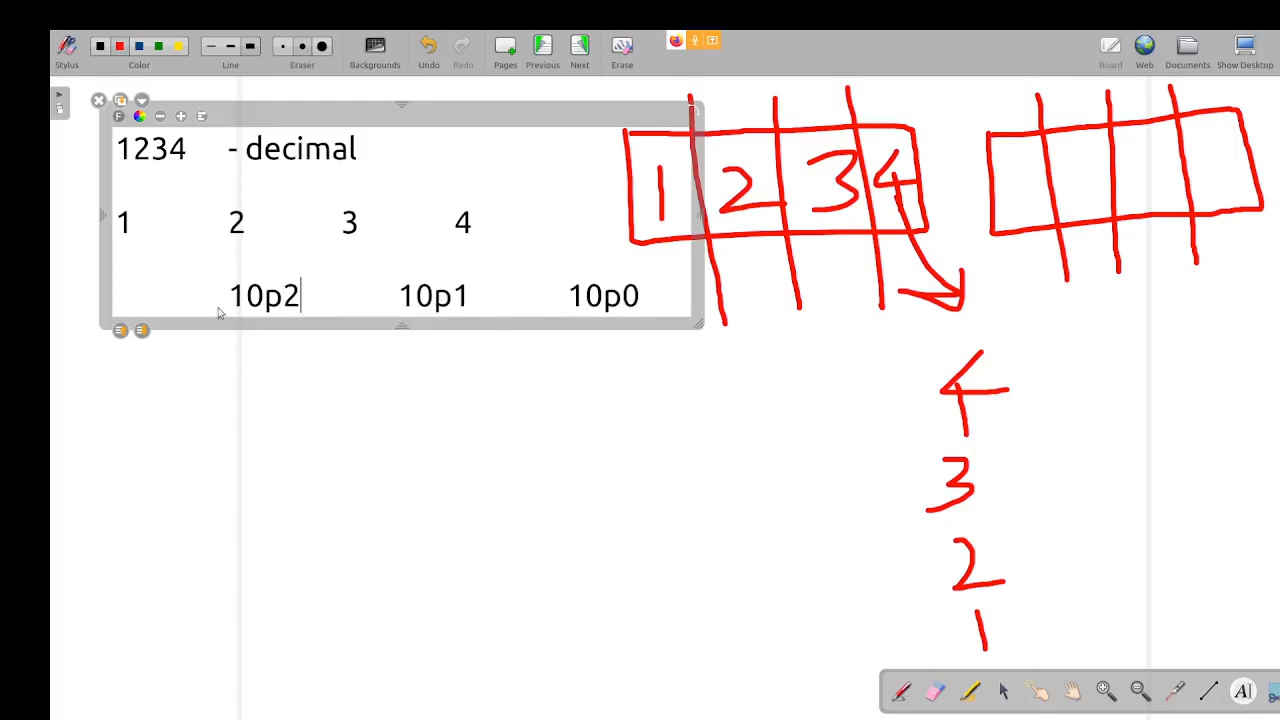 Stylus Color Line Eraser Backgrounds Undo Redo Pages Previous Next Erase Board Web Documents Show Desktop
1234 - decimal
1 2 3 4
10p2 10p1 10p0
1 2 3 4
4
3
2
1